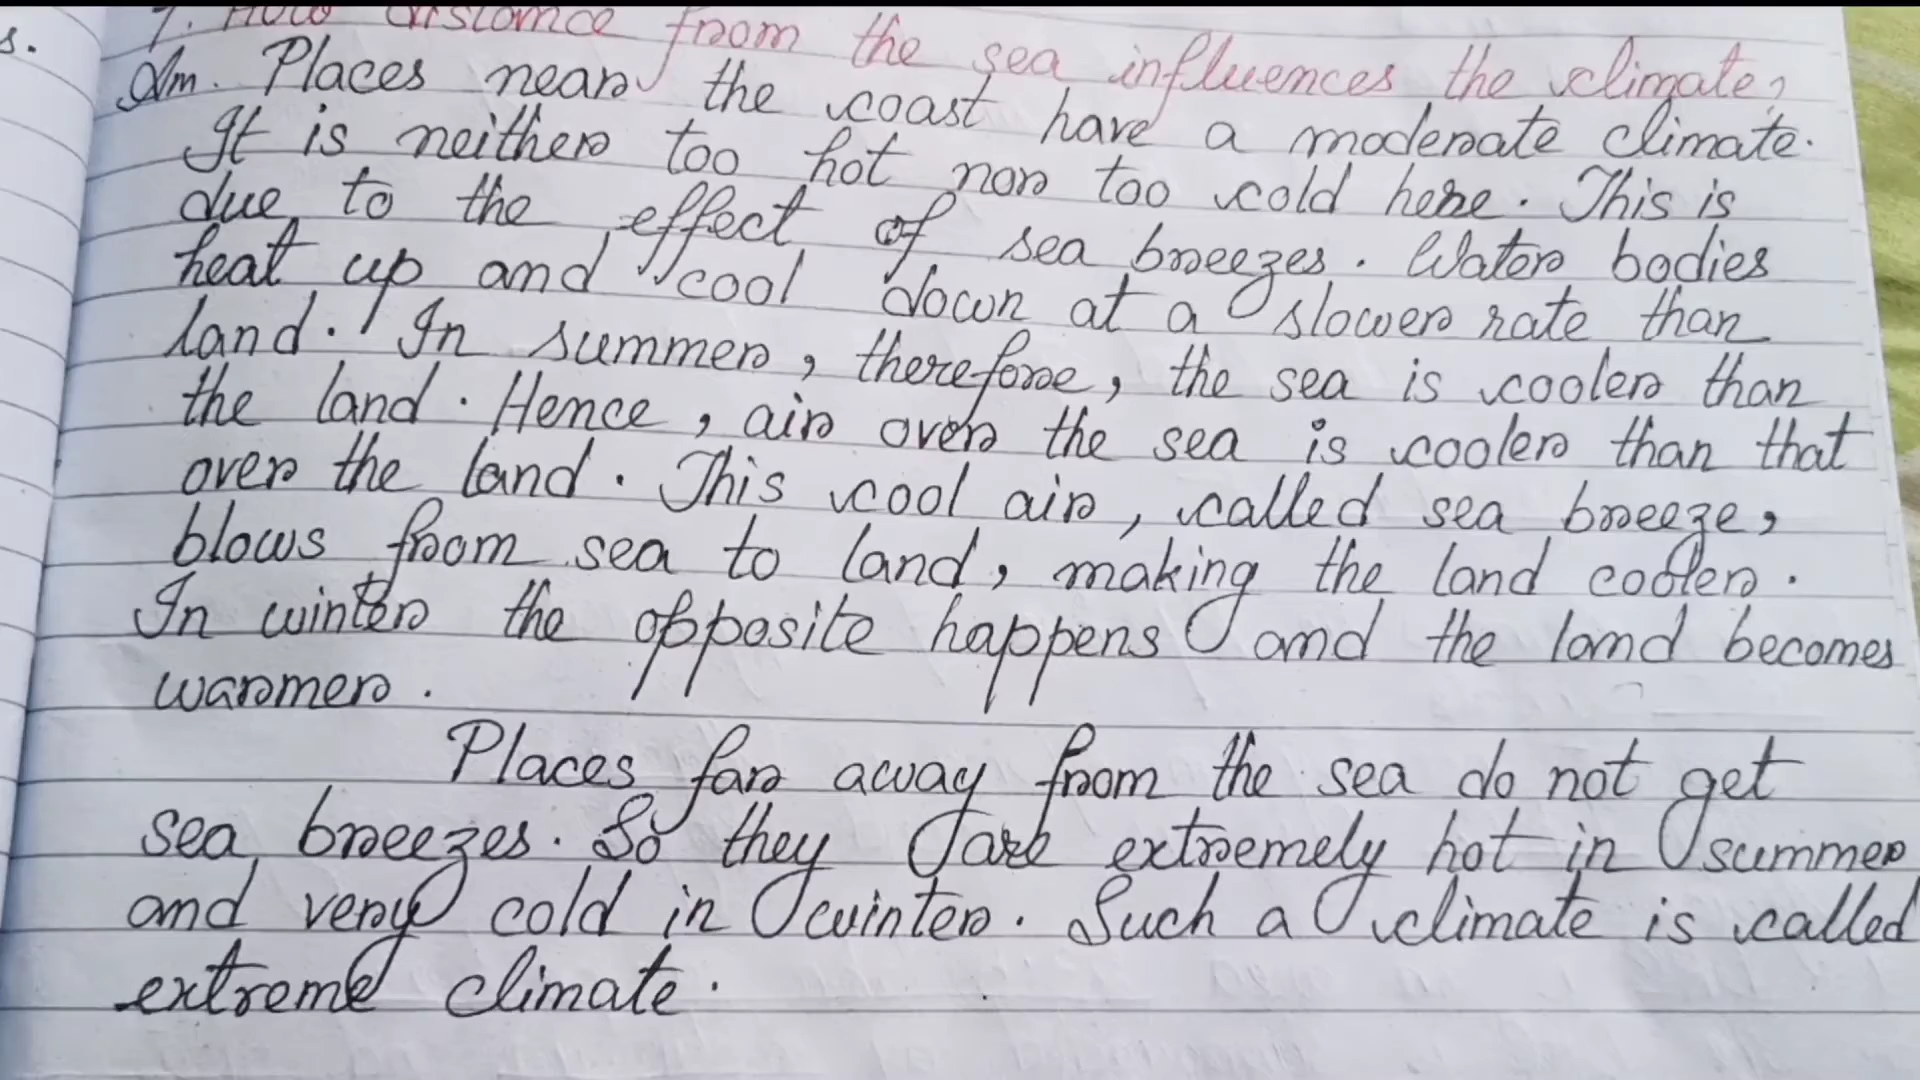 7. How distance from the sea influences the climate?
Ans. Places near the coast have a moderate climate.
It is neither too hot nor too cold here. This is
due to the effect of sea breezes. Water bodies
heat up and cool down at a slower rate than
land. In summer, therefore, the sea is cooler than
the land. Hence, air over the sea is cooler than that
over the land. This cool air, called sea breeze,
blows from sea to land, making the land cooler.
In winter the opposite happens and the land becomes
warmer.
Places far away from the sea do not get
sea breezes. So they are extremely hot in summer
and very cold in winter. Such a climate is called
extreme climate.